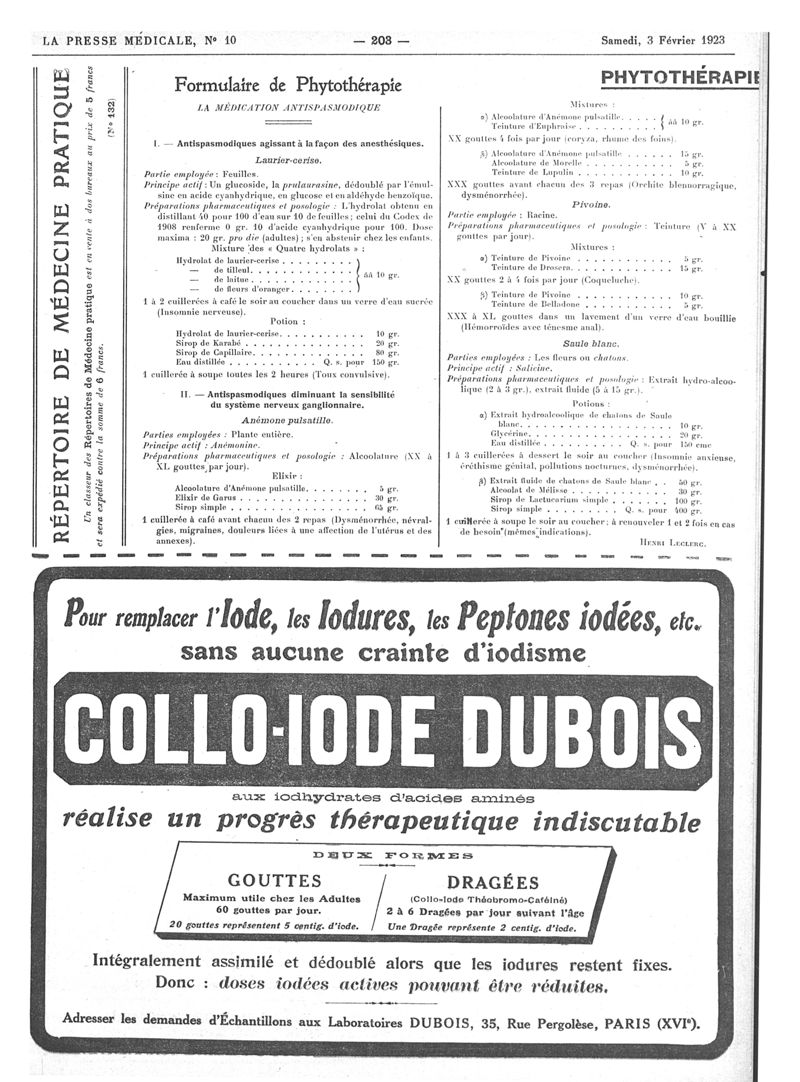 LA PRESSE MÉDICALE, N° 10 — 203 — Samedi, 3 Février 1923
RÉPERTOIRE DE MÉDECINE PRATIQUE
Un classeur des Répertoires de Médecine pratique est en vente à nos bureaux au prix de 5 francs
et sera expédié contre la somme de 6 francs.
(N° 132)
Formulaire de Phytothérapie
LA MÉDICATION ANTISPASMODIQUE
I. — Antispasmodiques agissant à la façon des anesthésiques.
Laurier-cerise.
Partie employée : Feuilles.
Principe actif : Un glucoside, la prulaurasine, dédoublé par l'émul-
sine en acide cyanhydrique, en glucose et en aldéhyde benzoïque.
Préparations pharmaceutiques et posologie : L'hydrolat obtenu en
distillant 40 pour 100 d'eau sur 10 de feuilles ; celui du Codex de
1908 renferme 0 gr. 10 d'acide cyanhydrique pour 100. Dose
maxima : 20 gr. pro die (adultes) ; s'en abstenir chez les enfants.
Mixture des « Quatre hydrolats » :
Hydrolat de laurier-cerise . . . . . . . . .
— de tilleul . . . . . . . . . . . . .
— de laitue . . . . . . . . . . . . . āā 10 gr.
— de fleurs d'oranger . . . . . . . .
1 à 2 cuillerées à café le soir au coucher dans un verre d'eau sucrée
(Insomnie nerveuse).
Potion :
Hydrolat de laurier-cerise . . . . . . . . . . . 10 gr.
Sirop de Karabé . . . . . . . . . . . . . . . 20 gr.
Sirop de Capillaire . . . . . . . . . . . . . . 80 gr.
Eau distillée . . . . . . . . . . . Q. s. pour 150 gr.
1 cuillerée à soupe toutes les 2 heures (Toux convulsive).
II. — Antispasmodiques diminuant la sensibilité
du système nerveux ganglionnaire.
Anémone pulsatille.
Parties employées : Plante entière.
Principe actif : Anémonine.
Préparations pharmaceutiques et posologie : Alcoolature (XX à
XL gouttes par jour).
Elixir :
Alcoolature d'Anémone pulsatille . . . . . . . . 5 gr.
Elixir de Garus . . . . . . . . . . . . . . . 30 gr.
Sirop simple . . . . . . . . . . . . . . . . 65 gr.
1 cuillerée à café avant chacun des 2 repas (Dysménorrhée, névral-
gies, migraines, douleurs liées à une affection de l'utérus et des
annexes).
PHYTOTHÉRAPIE
Mixtures :
α) Alcoolature d'Anémone pulsatille . . . . .
Teinture d'Euphraise . . . . . . . . . . . āā 10 gr.
XX gouttes 4 fois par jour (coryza, rhume des foins).
β) Alcoolature d'Anémone pulsatille . . . . . . 15 gr.
Alcoolature de Morelle . . . . . . . . . . . 5 gr.
Teinture de Lupulin . . . . . . . . . . . . 10 gr.
XXX gouttes avant chacun des 3 repas (Orchite blennorragique,
dysménorrhée).
Pivoine.
Partie employée : Racine.
Préparations pharmaceutiques et posologie : Teinture (V à XX
gouttes par jour).
Mixtures :
α) Teinture de Pivoine . . . . . . . . . . . . 5 gr.
Teinture de Drosera . . . . . . . . . . . . 15 gr.
XX gouttes 2 à 4 fois par jour (Coqueluche).
β) Teinture de Pivoine . . . . . . . . . . . . 10 gr.
Teinture de Belladone . . . . . . . . . . . 5 gr.
XXX à XL gouttes dans un lavement d'un verre d'eau bouillie
(Hémorroïdes avec ténesme anal).
Saule blanc.
Parties employées : Les fleurs ou chatons.
Principe actif : Salicine.
Préparations pharmaceutiques et posologie : Extrait hydro-alcoo-
lique (2 à 3 gr.), extrait fluide (5 à 15 gr.).
Potions :
α) Extrait hydroalcoolique de chatons de Saule
blanc . . . . . . . . . . . . . . . . . . 10 gr.
Glycérine . . . . . . . . . . . . . . . . . 20 gr.
Eau distillée . . . . . . . . . . Q. s. pour 150 cmc
1 à 3 cuillerées à dessert le soir au coucher (Insomnie anxieuse,
éréthisme génital, pollutions nocturnes, dysménorrhée).
β) Extrait fluide de chatons de Saule blanc . . 50 gr.
Alcoolat de Mélisse . . . . . . . . . . . . 30 gr.
Sirop de Lactucarium simple . . . . . . . . 100 gr.
Sirop simple . . . . . . . . . . Q. s. pour 400 gr.
1 cuillerée à soupe le soir au coucher ; à renouveler 1 et 2 fois en cas
de besoin (mêmes indications).
HENRI LECLERC.
Pour remplacer l'Iode, les Iodures, les Peptones iodées, etc.
sans aucune crainte d'iodisme
COLLO-IODE DUBOIS
aux iodhydrates d'acides aminés
réalise un progrès thérapeutique indiscutable
DEUX FORMES
GOUTTES
Maximum utile chez les Adultes
60 gouttes par jour.
20 gouttes représentent 5 centig. d'iode.
DRAGÉES
(Collo-Iode Théobromo-Caféiné)
2 à 6 Dragées par jour suivant l'âge
Une Dragée représente 2 centig. d'iode.
Intégralement assimilé et dédoublé alors que les iodures restent fixes.
Donc : doses iodées actives pouvant être réduites.
Adresser les demandes d'Échantillons aux Laboratoires DUBOIS, 35, Rue Pergolèse, PARIS (XVIe).